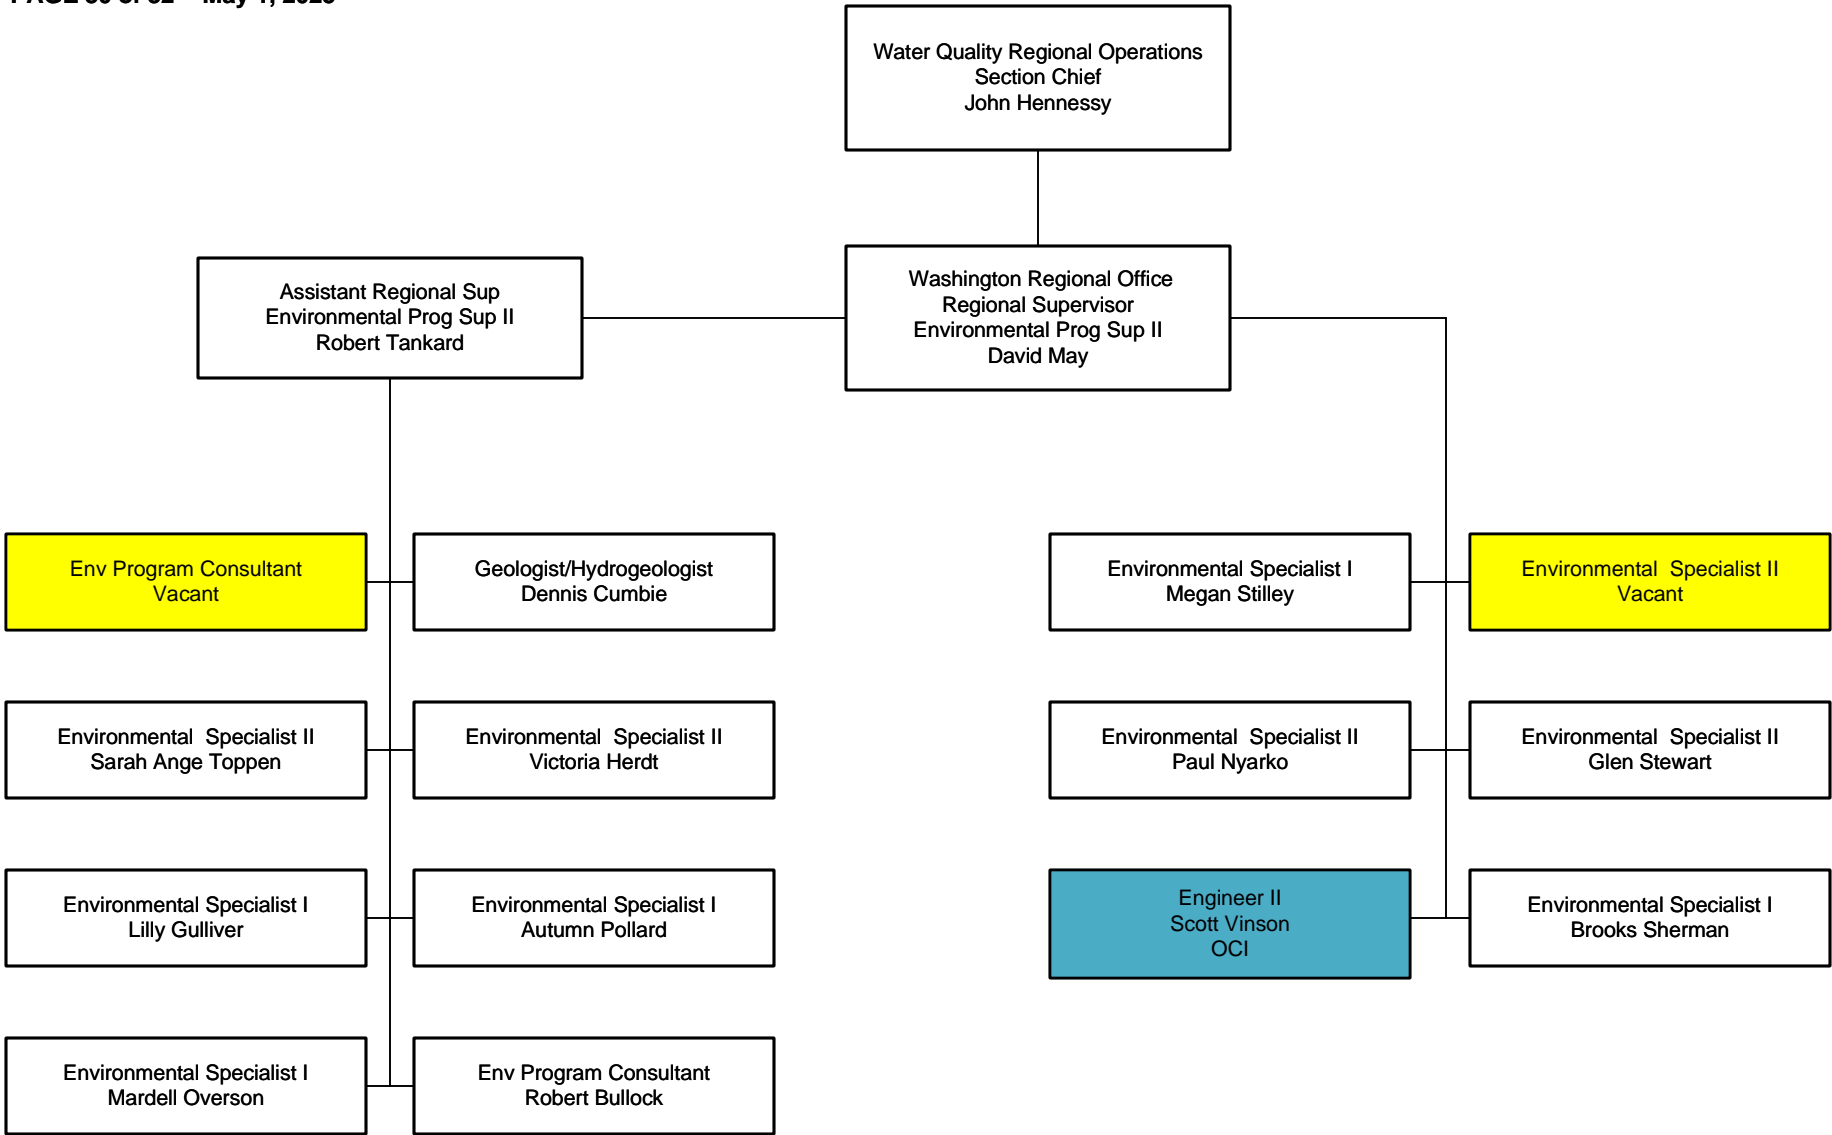 Water Quality Regional Operations
Section Chief
John Hennessy
Assistant Regional Sup
Environmental Prog Sup II
Robert Tankard
Washington Regional Office
Regional Supervisor
Environmental Prog Sup II
David May
Env Program Consultant
Vacant
Geologist/Hydrogeologist
Dennis Cumbie
Environmental Specialist I
Megan Stilley
Environmental  Specialist II
Vacant
Environmental  Specialist II
Sarah Ange Toppen
Environmental  Specialist II
Victoria Herdt
Environmental  Specialist II
Paul Nyarko
Environmental  Specialist II
Glen Stewart
Environmental Specialist I
Lilly Gulliver
Environmental Specialist I
Autumn Pollard
Engineer II
Scott Vinson
OCI
Environmental Specialist I
Brooks Sherman
Environmental Specialist I
Mardell Overson
Env Program Consultant
Robert Bullock